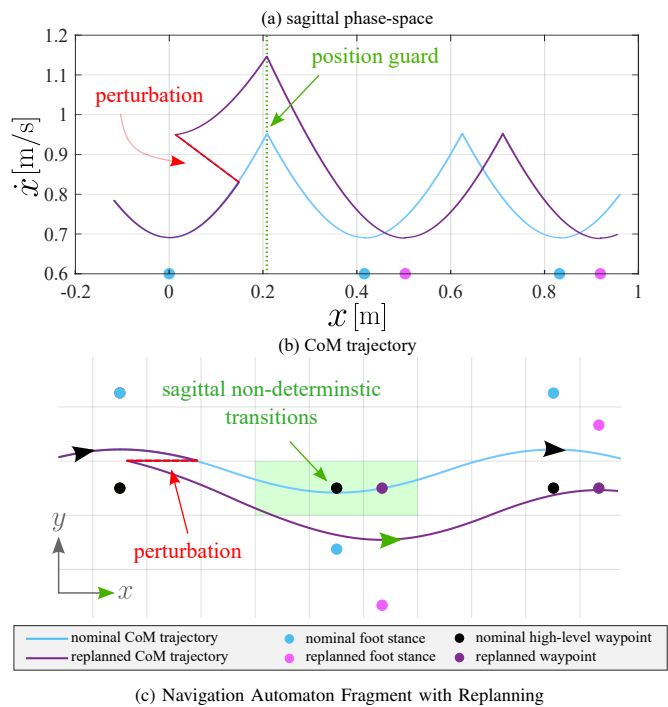 (a) sagittal phase-space
1.2
1.1
1
0.9
0.8
0.7
0.6
ẋ [m/s]
position guard
perturbation
-0.2
0
0.2
0.4
0.6
0.8
1
x [m]
(b) CoM trajectory
sagittal non-determinstic
transitions
perturbation
y
x
nominal CoM trajectory
nominal foot stance
nominal high-level waypoint
replanned CoM trajectory
replanned foot stance
replanned waypoint
(c) Navigation Automaton Fragment with Replanning